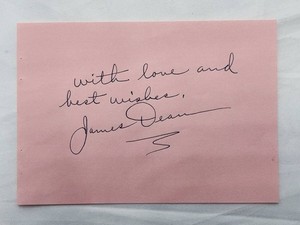 with love and
best wishes.
James Dean